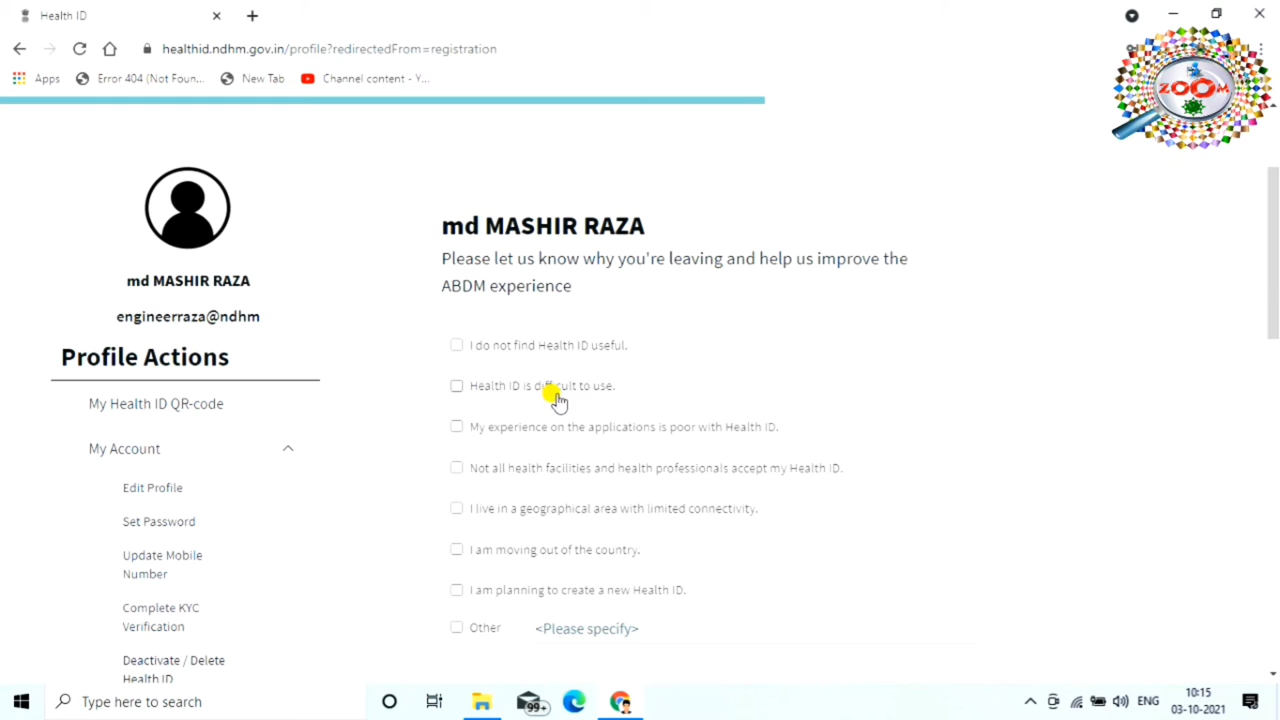 Health ID
healthid.ndhm.gov.in/profile?redirectedFrom=registration
Apps
Error 404 (Not Foun...
New Tab
Channel content - Y...
ZOOM
md MASHIR RAZA
engineerraza@ndhm
Profile Actions
My Health ID QR-code
My Account
Edit Profile
Set Password
Update Mobile
Number
Complete KYC
Verification
Deactivate / Delete
Health ID
md MASHIR RAZA
Please let us know why you're leaving and help us improve the
ABDM experience
I do not find Health ID useful.
Health ID is difficult to use.
My experience on the applications is poor with Health ID.
Not all health facilities and health professionals accept my Health ID.
I live in a geographical area with limited connectivity.
I am moving out of the country.
I am planning to create a new Health ID.
Other <Please specify>
Type here to search
99+
ENG
10:15
03-10-2021